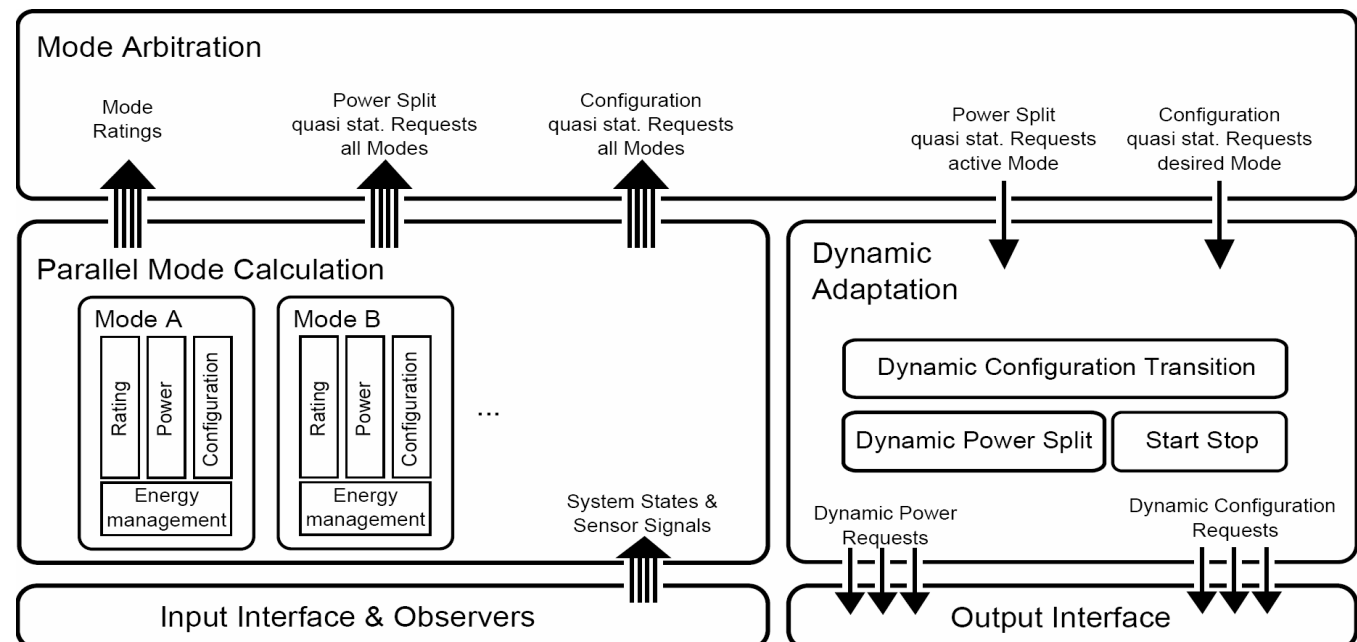 Mode Arbitration
Mode
Ratings
Power Split
quasi stat. Requests
all Modes
Configuration
quasi stat. Requests
all Modes
Power Split
quasi stat. Requests
active Mode
Configuration
quasi stat. Requests
desired Mode
Parallel Mode Calculation
Mode A
Rating
Power
Configuration
Energy
management
Mode B
Rating
Power
Configuration
Energy
management
...
System States &
Sensor Signals
Dynamic
Adaptation
Dynamic Configuration Transition
Dynamic Power Split
Start Stop
Dynamic Power
Requests
Dynamic Configuration
Requests
Input Interface & Observers
Output Interface